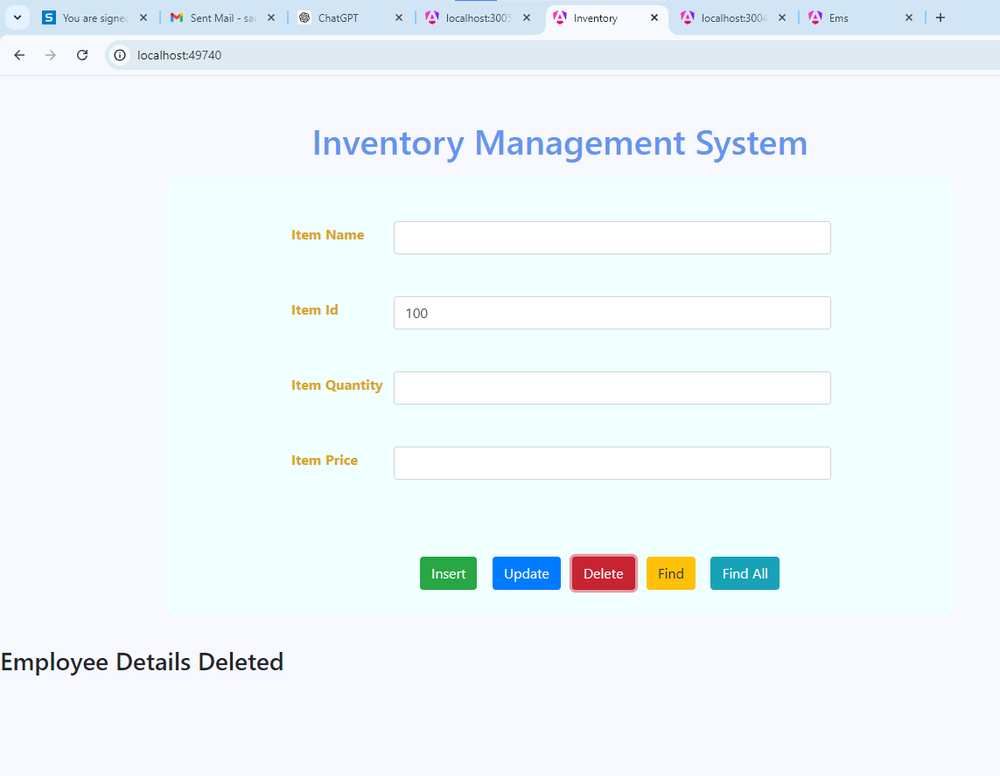 S You are signe
Sent Mail - sa
ChatGPT
localhost:3005
Inventory
localhost:3004
Ems
localhost:49740
Inventory Management System
Item Name
Item Id 100
Item Quantity
Item Price
Insert Update Delete Find Find All
Employee Details Deleted